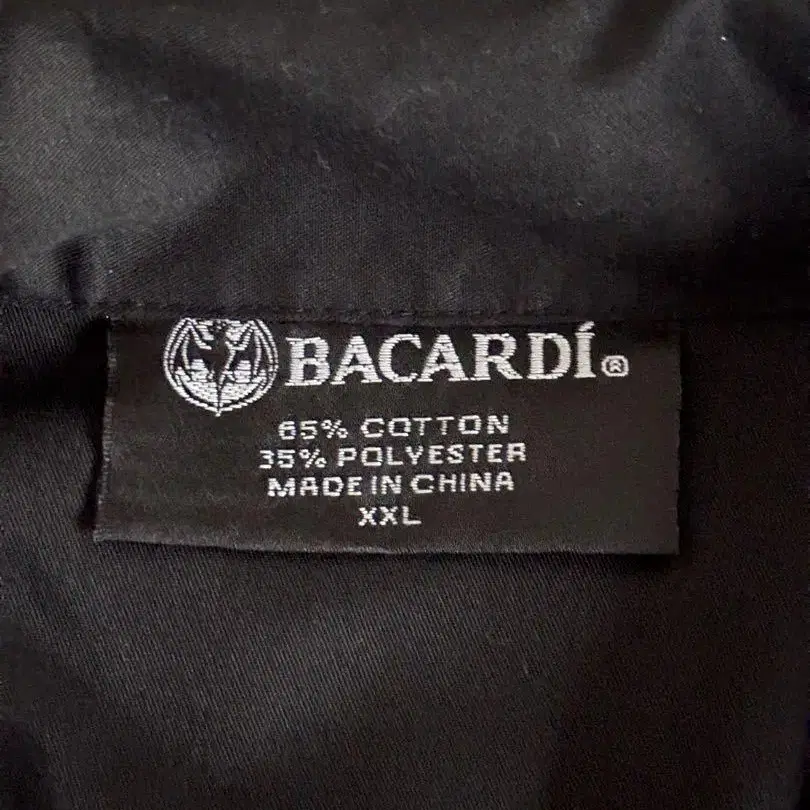 BACARDÍ®
65% COTTON
35% POLYESTER
MADE IN CHINA
XXL